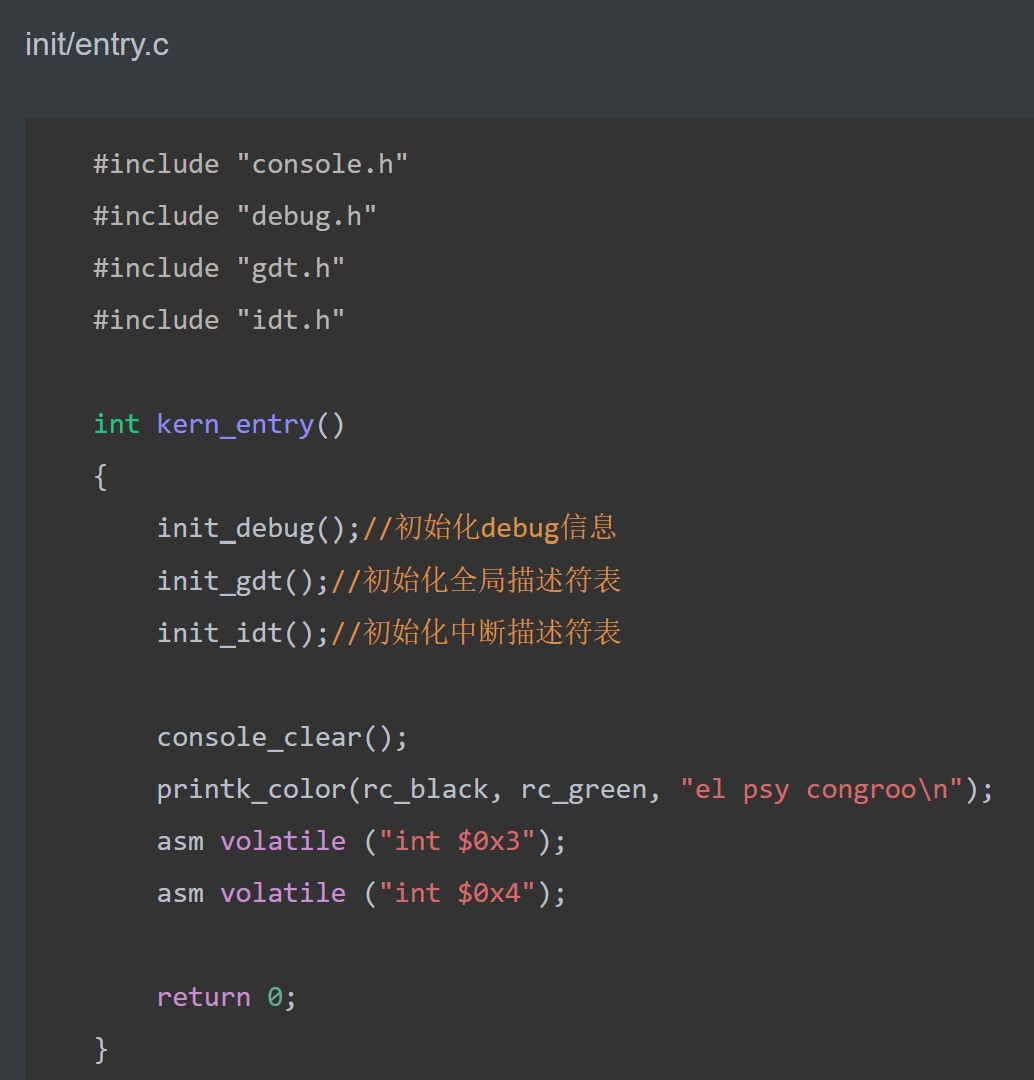 init/entry.c
#include "console.h"
#include "debug.h"
#include "gdt.h"
#include "idt.h"
int kern_entry()
{
init_debug();//初始化debug信息
init_gdt();//初始化全局描述符表
init_idt();//初始化中断描述符表
console_clear();
printk_color(rc_black, rc_green, "el psy congroo\n");
asm volatile ("int $0x3");
asm volatile ("int $0x4");
return 0;
}